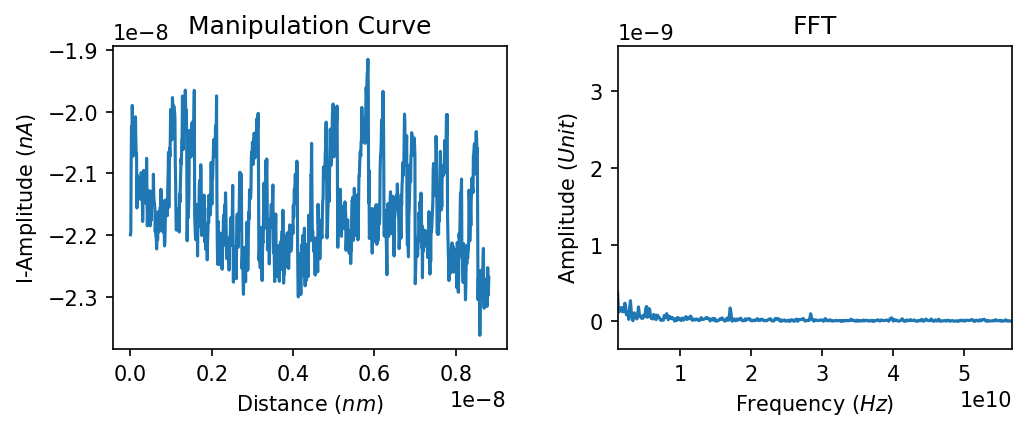 Manipulation Curve
1e−8
−1.9
−2.0
−2.1
−2.2
−2.3
I-Amplitude (nA)
0.0 0.2 0.4 0.6 0.8
1e−8
Distance (nm)
FFT
1e−9
3
2
1
0
Amplitude (Unit)
1 2 3 4 5
1e10
Frequency (Hz)